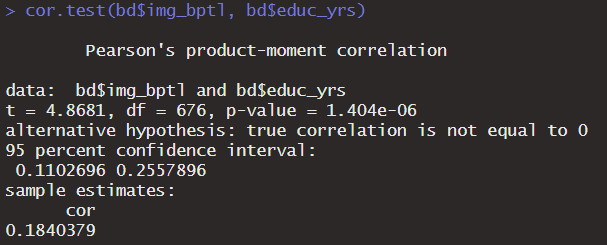 > cor.test(bd$img_bptl, bd$educ_yrs)
Pearson's product-moment correlation
data:  bd$img_bptl and bd$educ_yrs
t = 4.8681, df = 676, p-value = 1.404e-06
alternative hypothesis: true correlation is not equal to 0
95 percent confidence interval:
0.1102696 0.2557896
sample estimates:
cor
0.1840379